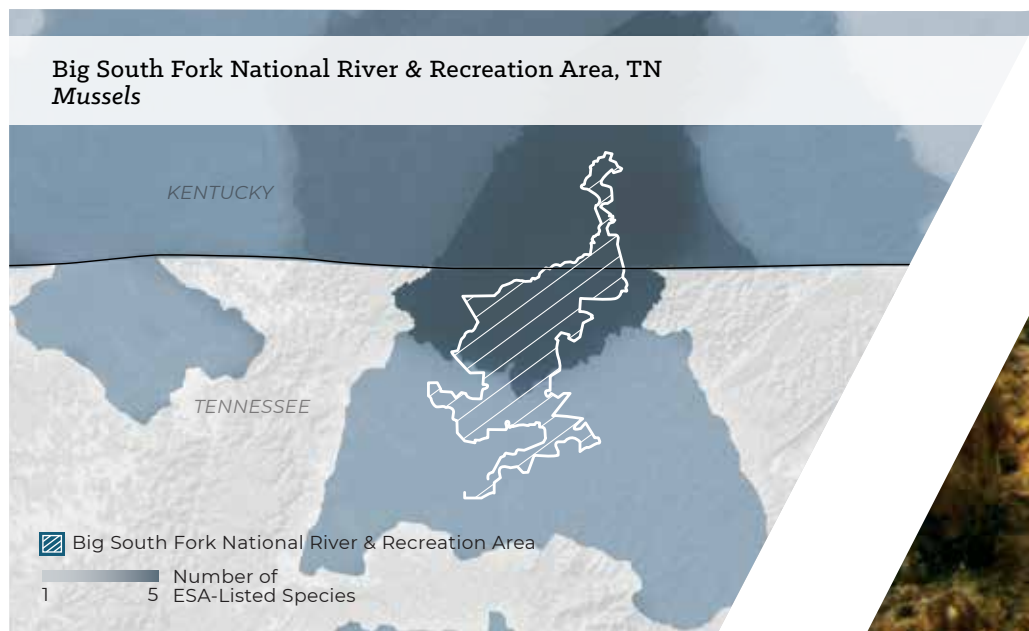 Big South Fork National River & Recreation Area, TN
Mussels
KENTUCKY
TENNESSEE
Big South Fork National River & Recreation Area
Number of
1 5 ESA-Listed Species